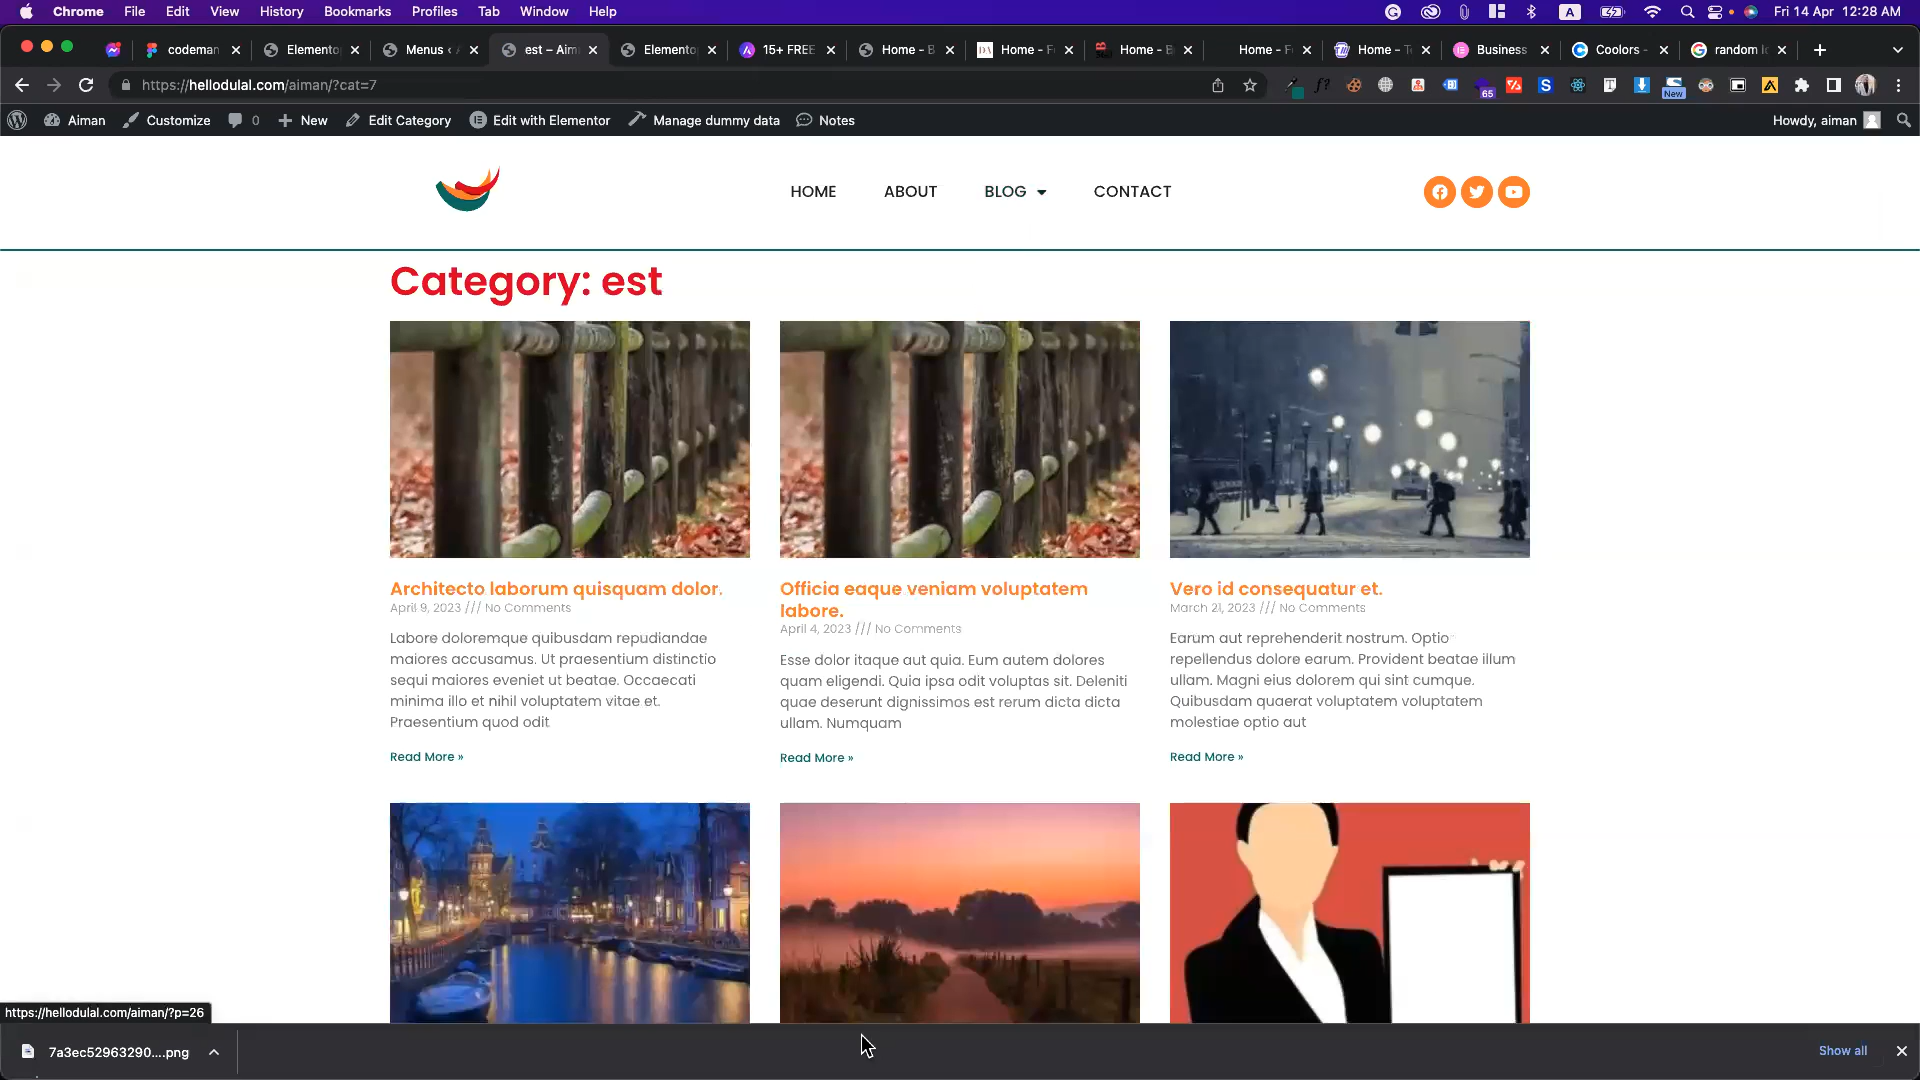 Chrome File Edit View History Bookmarks Profiles Tab Window Help
A
Fri 14 Apr 12:28 AM
codeman
Elemento
Menus ‹
est – Aim
Elemento
15+ FREE
Home - B
DA Home - F
Home - B
Home - F
Home - T
Business
Coolors -
random l
https://hellodulal.com/aiman/?cat=7
f?
65
S
T
New
Aiman Customize 0 New Edit Category Edit with Elementor Manage dummy data Notes
Howdy, aiman
HOME ABOUT BLOG CONTACT
Category: est
Architecto laborum quisquam dolor.
April 9, 2023 /// No Comments
Labore doloremque quibusdam repudiandae
maiores accusamus. Ut praesentium distinctio
sequi maiores eveniet ut beatae. Occaecati
minima illo et nihil voluptatem vitae et.
Praesentium quod odit
Read More »
Officia eaque veniam voluptatem
labore.
April 4, 2023 /// No Comments
Esse dolor itaque aut quia. Eum autem dolores
quam eligendi. Quia ipsa odit voluptas sit. Deleniti
quae deserunt dignissimos est rerum dicta dicta
ullam. Numquam
Read More »
Vero id consequatur et.
March 21, 2023 /// No Comments
Earum aut reprehenderit nostrum. Optio
repellendus dolore earum. Provident beatae illum
ullam. Magni eius dolorem qui sint cumque.
Quibusdam quaerat voluptatem voluptatem
molestiae optio aut
Read More »
https://hellodulal.com/aiman/?p=26
7a3ec52963290....png
Show all